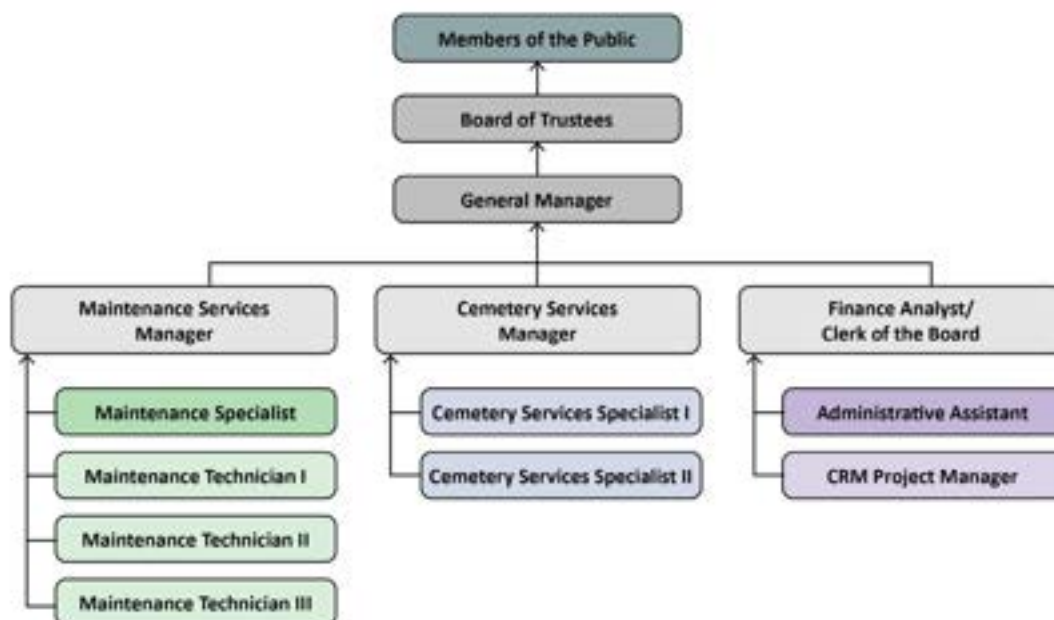 Members of the Public
Board of Trustees
General Manager
Maintenance Services
Manager
Maintenance Specialist
Maintenance Technician I
Maintenance Technician II
Maintenance Technician III
Cemetery Services
Manager
Cemetery Services Specialist I
Cemetery Services Specialist II
Finance Analyst/
Clerk of the Board
Administrative Assistant
CRM Project Manager